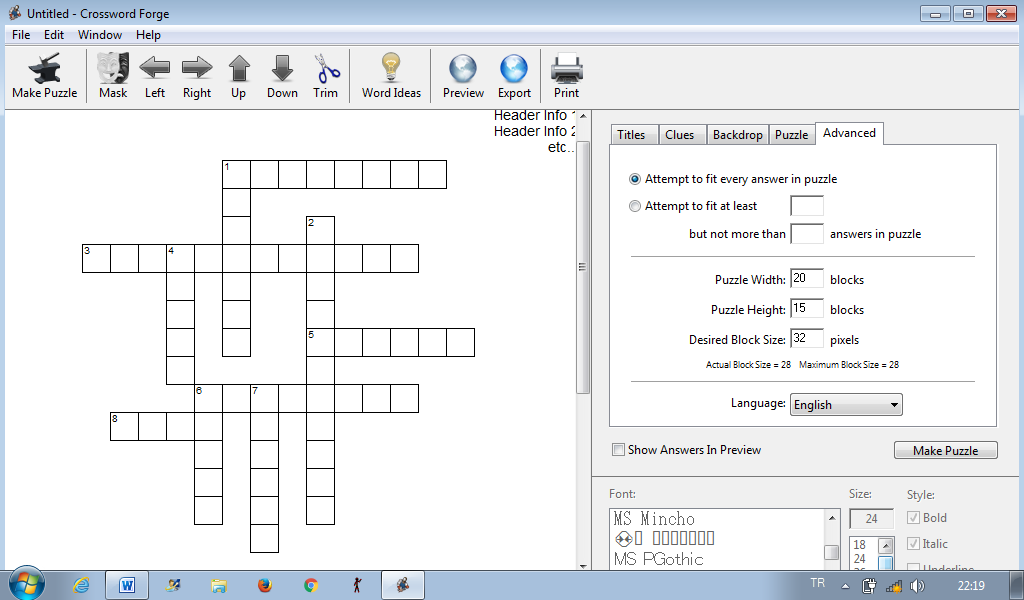 Untitled - Crossword Forge
File Edit Window Help
Make Puzzle Mask Left Right Up Down Trim Word Ideas Preview Export Print
Header Info
Header Info 2
etc..
1
2
3 4
5
6 7
8
Titles Clues Backdrop Puzzle Advanced
Attempt to fit every answer in puzzle
Attempt to fit at least
but not more than answers in puzzle
Puzzle Width: 20 blocks
Puzzle Height: 15 blocks
Desired Block Size: 32 pixels
Actual Block Size = 28 Maximum Block Size = 28
Language: English
Show Answers In Preview Make Puzzle
Font: Size: Style:
MS Mincho 24 Bold
MS PGothic
18 Italic
24
Underline
TR 22:19